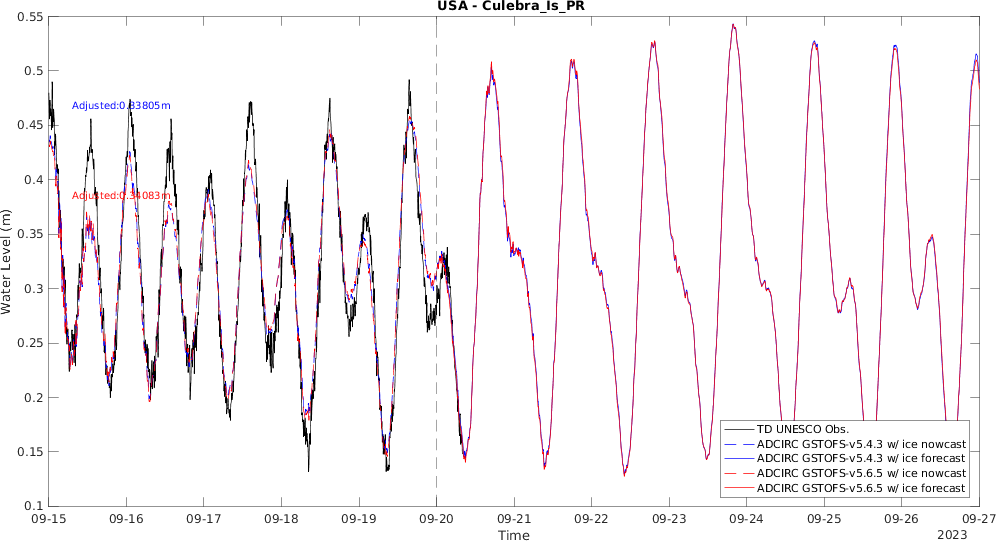 USA - Culebra_Is_PR
0.55
0.5
0.45
0.4
0.35
0.3
0.25
0.2
0.15
0.1
Water Level (m)
Adjusted:0.33805m
Adjusted:0.34083m
TD UNESCO Obs.
ADCIRC GSTOFS-v5.4.3 w/ ice nowcast
ADCIRC GSTOFS-v5.4.3 w/ ice forecast
ADCIRC GSTOFS-v5.6.5 w/ ice nowcast
ADCIRC GSTOFS-v5.6.5 w/ ice forecast
09-15 09-16 09-17 09-18 09-19 09-20 09-21 09-22 09-23 09-24 09-25 09-26 09-27
Time
2023